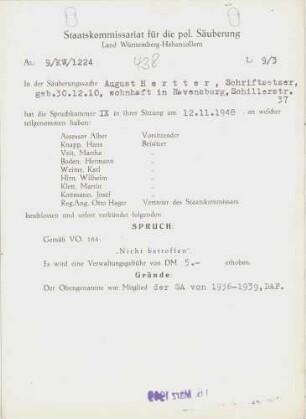 Staatskommissariat für die pol. Säuberung
Land Württemberg-Hohenzollern
Az. 9/KW/1224
438
L 9/3
In der Säuberungssache August Hertter, Schriftsetzer,
geb.30.12.10, wohnhaft in Ravensburg, Schillerstr.
37
hat die Spruchkammer IX in ihrer Sitzung am 12.11.1948 an welcher
teilgenommen haben:
Assessor Alber Vorsitzender
Knapp, Hans Beisitzer
Veit, Martha „
Boden, Hermann „
Weime, Karl „
Hirn, Wilhelm „
Klett, Martin „
Kottmann, Josef „
Reg.Ang. Otto Hager Vertreter des Staatskommissars
beschlossen und sofort verkündet folgenden
SPRUCH:
Gemäß VO. 164:
„Nicht betroffen“.
Es wird eine Verwaltungsgebühr von DM 5.- erhoben.
Gründe:
Der Obengenannte war Mitglied der SA von 1936-1939, DAF.